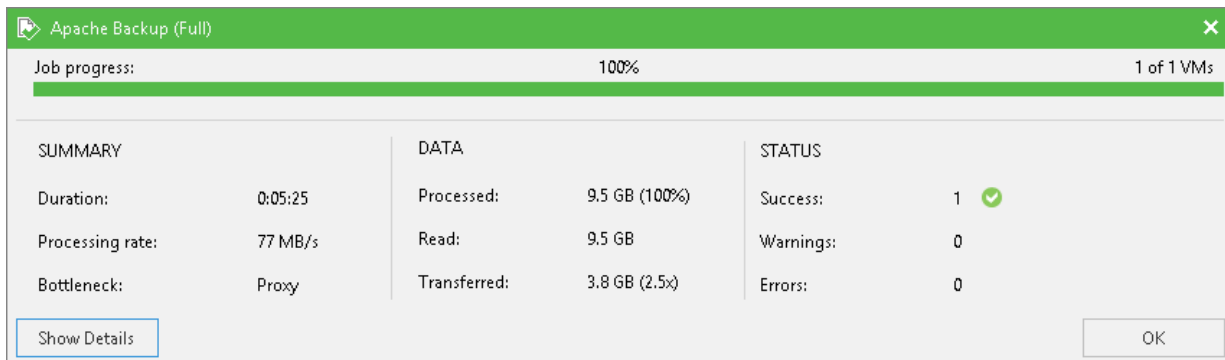 Apache Backup (Full)
Job progress: 100% 1 of 1 VMs
SUMMARY
Duration: 0:05:25
Processing rate: 77 MB/s
Bottleneck: Proxy
DATA
Processed: 9.5 GB (100%)
Read: 9.5 GB
Transferred: 3.8 GB (2.5x)
STATUS
Success: 1
Warnings: 0
Errors: 0
Show Details
OK